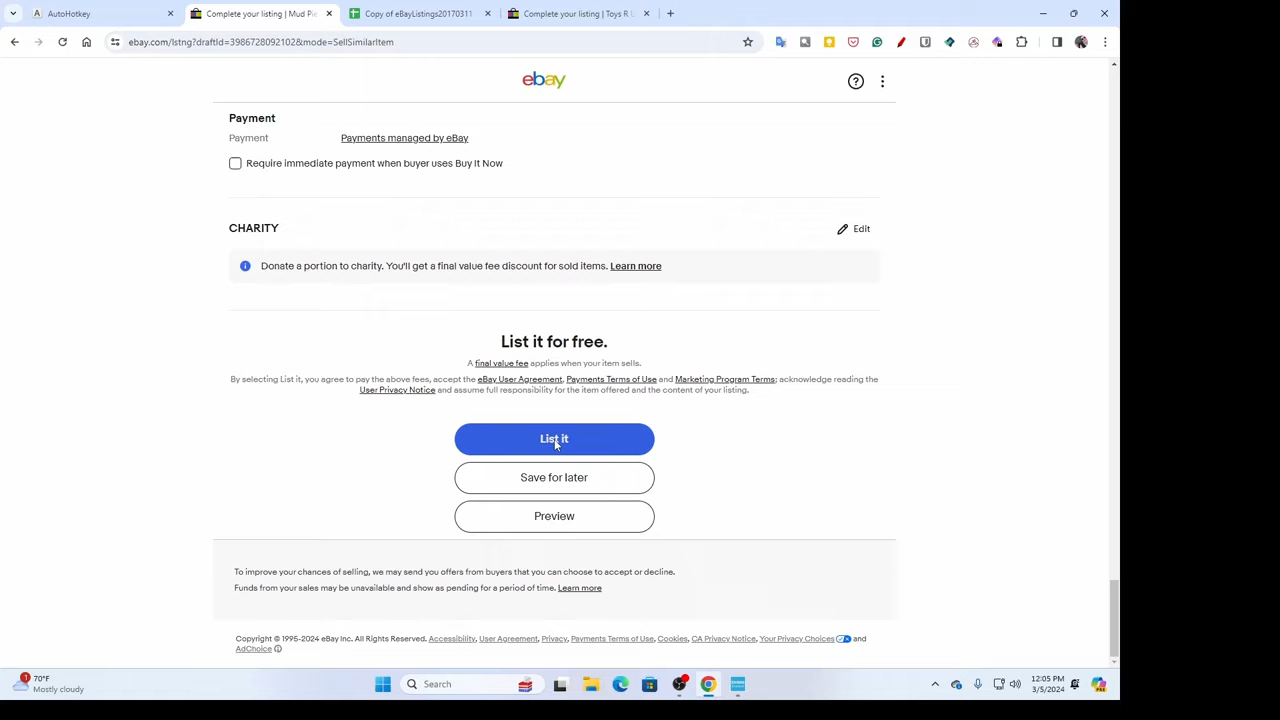 AutoHotkey
Complete your listing | Mud Pie
Copy of eBayListings20170311
Complete your listing | Toys R U
ebay.com/lstng?draftId=3986728092102&mode=SellSimilarItem
ebay
Payment
Payment Payments managed by eBay
Require immediate payment when buyer uses Buy It Now
CHARITY
Edit
Donate a portion to charity. You'll get a final value fee discount for sold items. Learn more
List it for free.
A final value fee applies when your item sells.
By selecting List it, you agree to pay the above fees, accept the eBay User Agreement, Payments Terms of Use and Marketing Program Terms; acknowledge reading the
User Privacy Notice and assume full responsibility for the item offered and the content of your listing.
List it
Save for later
Preview
To improve your chances of selling, we may send you offers from buyers that you can choose to accept or decline.
Funds from your sales may be unavailable and show as pending for a period of time. Learn more
Copyright © 1995-2024 eBay Inc. All Rights Reserved. Accessibility, User Agreement, Privacy, Payments Terms of Use, Cookies, CA Privacy Notice, Your Privacy Choices and
AdChoice
1
70°F
Mostly cloudy
Search
12:05 PM
3/5/2024